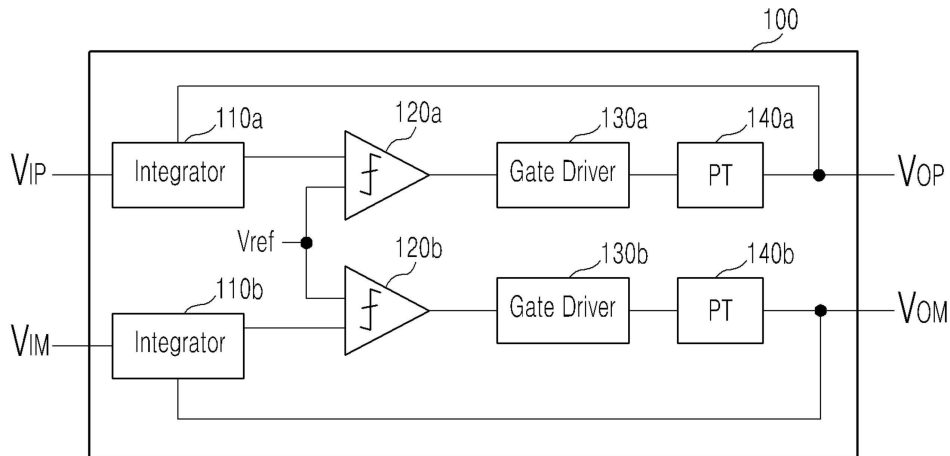 100
110a
120a
130a
140a
VIP
Integrator
Gate Driver
PT
VOP
Vref
110b
120b
130b
140b
VIM
Integrator
Gate Driver
PT
VOM